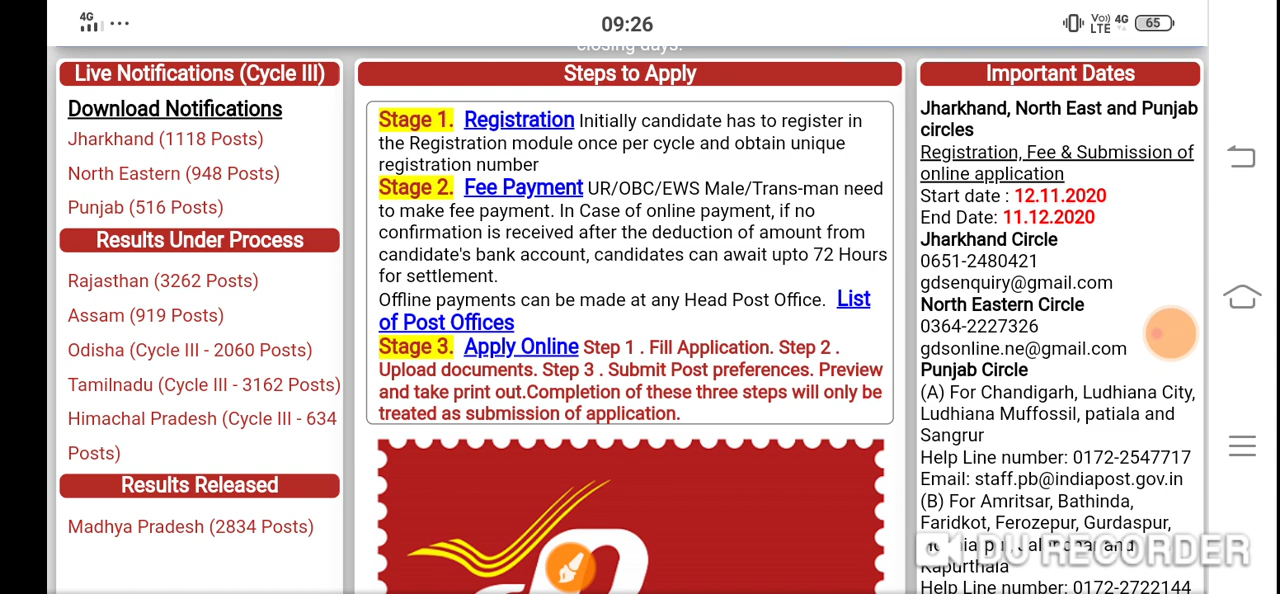 4G
09:26
Vo))
LTE
4G
65
closing days.
Live Notifications (Cycle III)
Download Notifications
Jharkhand (1118 Posts)
North Eastern (948 Posts)
Punjab (516 Posts)
Results Under Process
Rajasthan (3262 Posts)
Assam (919 Posts)
Odisha (Cycle III - 2060 Posts)
Tamilnadu (Cycle III - 3162 Posts)
Himachal Pradesh (Cycle III - 634
Posts)
Results Released
Madhya Pradesh (2834 Posts)
Steps to Apply
Stage 1. Registration Initially candidate has to register in
the Registration module once per cycle and obtain unique
registration number
Stage 2. Fee Payment UR/OBC/EWS Male/Trans-man need
to make fee payment. In Case of online payment, if no
confirmation is received after the deduction of amount from
candidate's bank account, candidates can await upto 72 Hours
for settlement.
Offline payments can be made at any Head Post Office. List
of Post Offices
Stage 3. Apply Online Step 1 . Fill Application. Step 2 .
Upload documents. Step 3 . Submit Post preferences. Preview
and take print out.Completion of these three steps will only be
treated as submission of application.
Important Dates
Jharkhand, North East and Punjab
circles
Registration, Fee & Submission of
online application
Start date : 12.11.2020
End Date: 11.12.2020
Jharkhand Circle
0651-2480421
gdsenquiry@gmail.com
North Eastern Circle
0364-2227326
gdsonline.ne@gmail.com
Punjab Circle
(A) For Chandigarh, Ludhiana City,
Ludhiana Muffossil, patiala and
Sangrur
Help Line number: 0172-2547717
Email: staff.pb@indiapost.gov.in
(B) For Amritsar, Bathinda,
Faridkot, Ferozepur, Gurdaspur,
and
Kapurthala
Help Line number: 0172-2722144
DU RECORDER